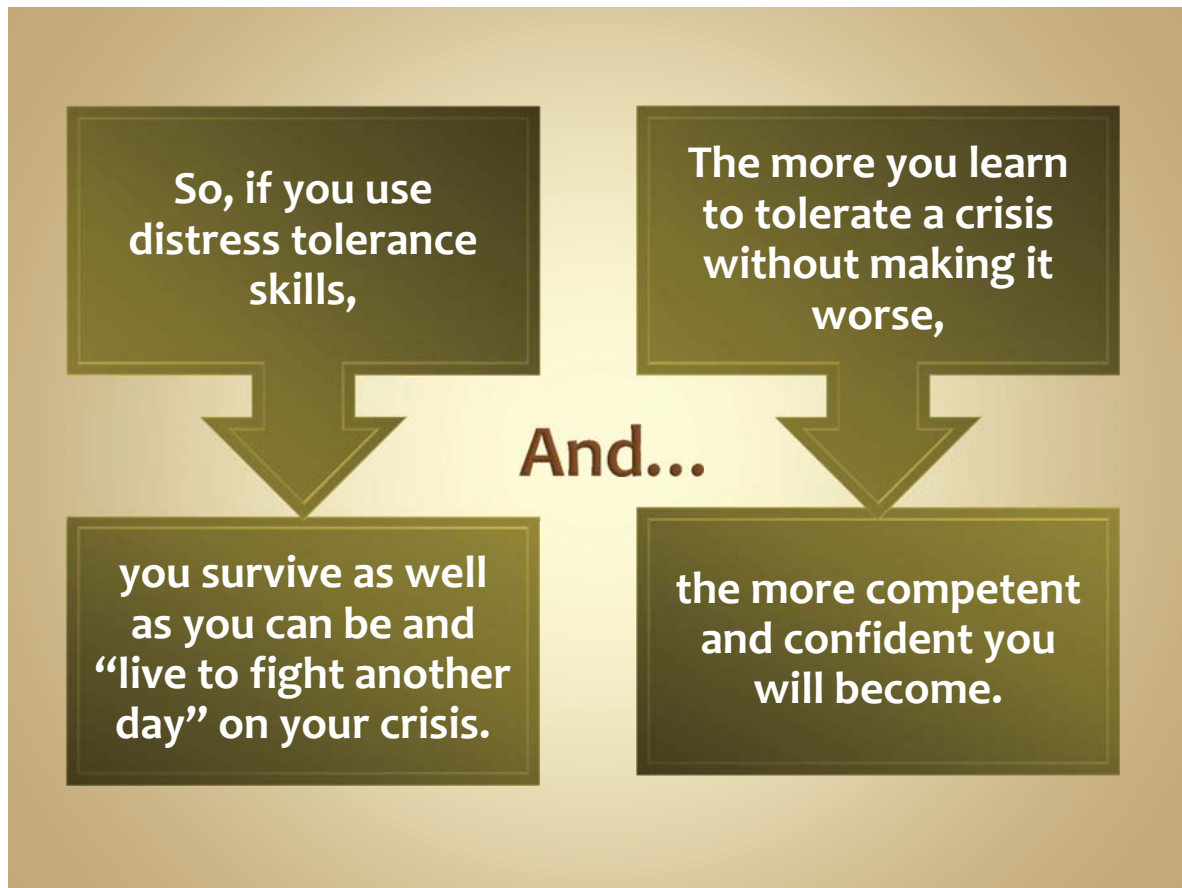 So, if you use
distress tolerance
skills,
you survive as well
as you can be and
“live to fight another
day” on your crisis.
And...
The more you learn
to tolerate a crisis
without making it
worse,
the more competent
and confident you
will become.